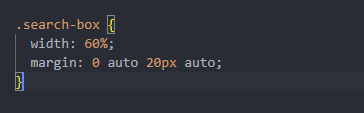 .search-box {
  width: 60%;
  margin: 0 auto 20px auto;
}